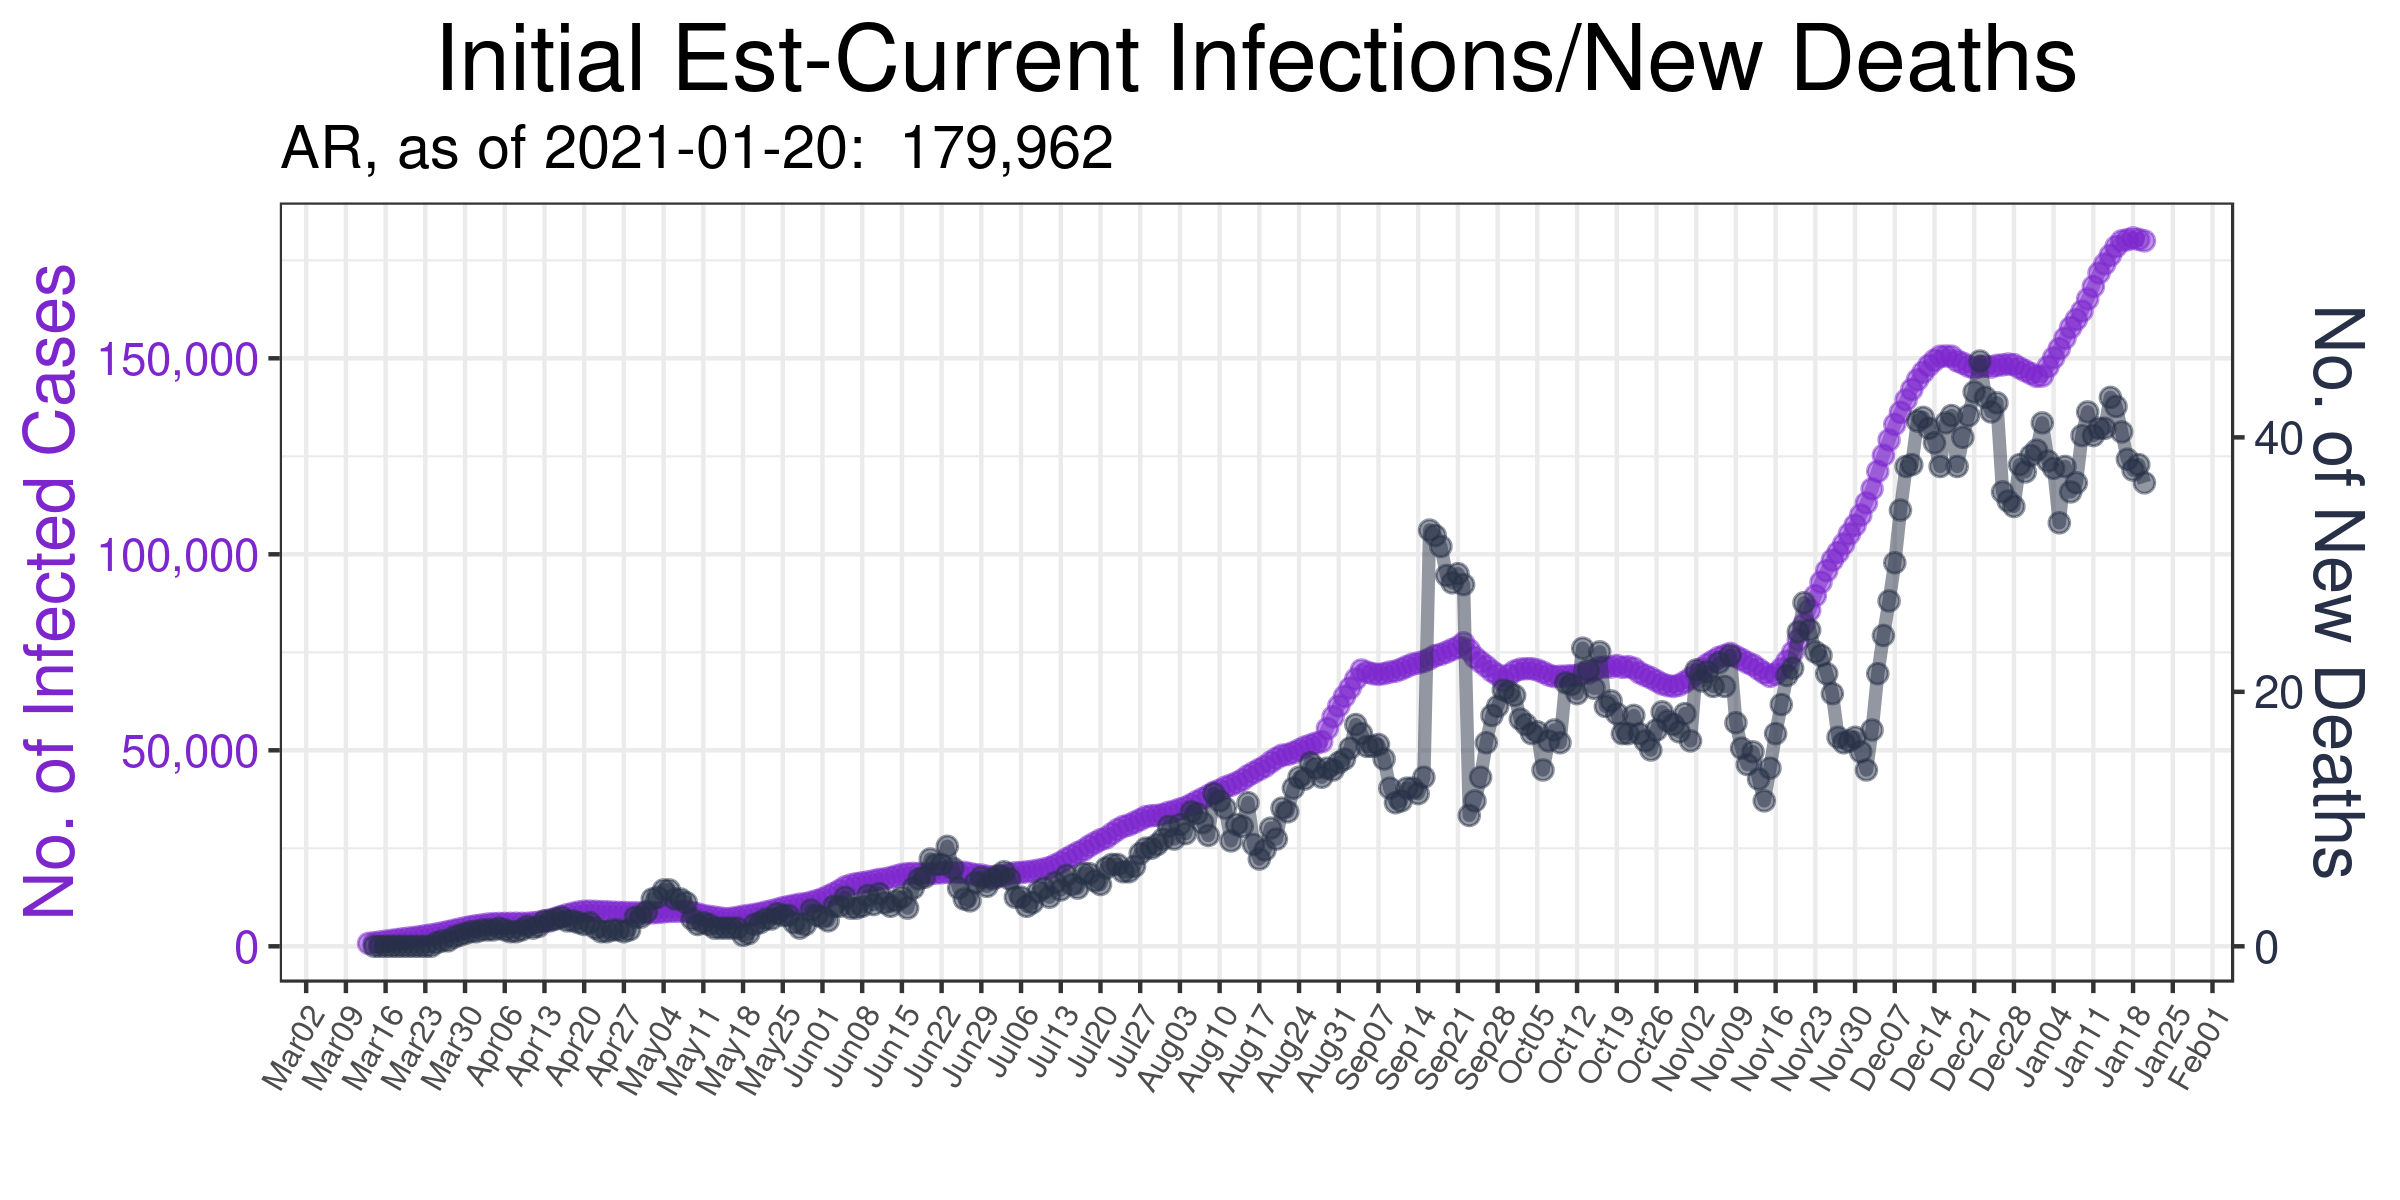 Initial Est-Current Infections/New Deaths
AR, as of 2021-01-20:  179,962
No. of Infected Cases
150,000
100,000
50,000
0
40
20
0
No. of New Deaths
Mar02 Mar09 Mar16 Mar23 Mar30 Apr06 Apr13 Apr20 Apr27 May04 May11 May18 May25 Jun01 Jun08 Jun15 Jun22 Jun29 Jul06 Jul13 Jul20 Jul27 Aug03 Aug10 Aug17 Aug24 Aug31 Sep07 Sep14 Sep21 Sep28 Oct05 Oct12 Oct19 Oct26 Nov02 Nov09 Nov16 Nov23 Nov30 Dec07 Dec14 Dec21 Dec28 Jan04 Jan11 Jan18 Jan25 Feb01